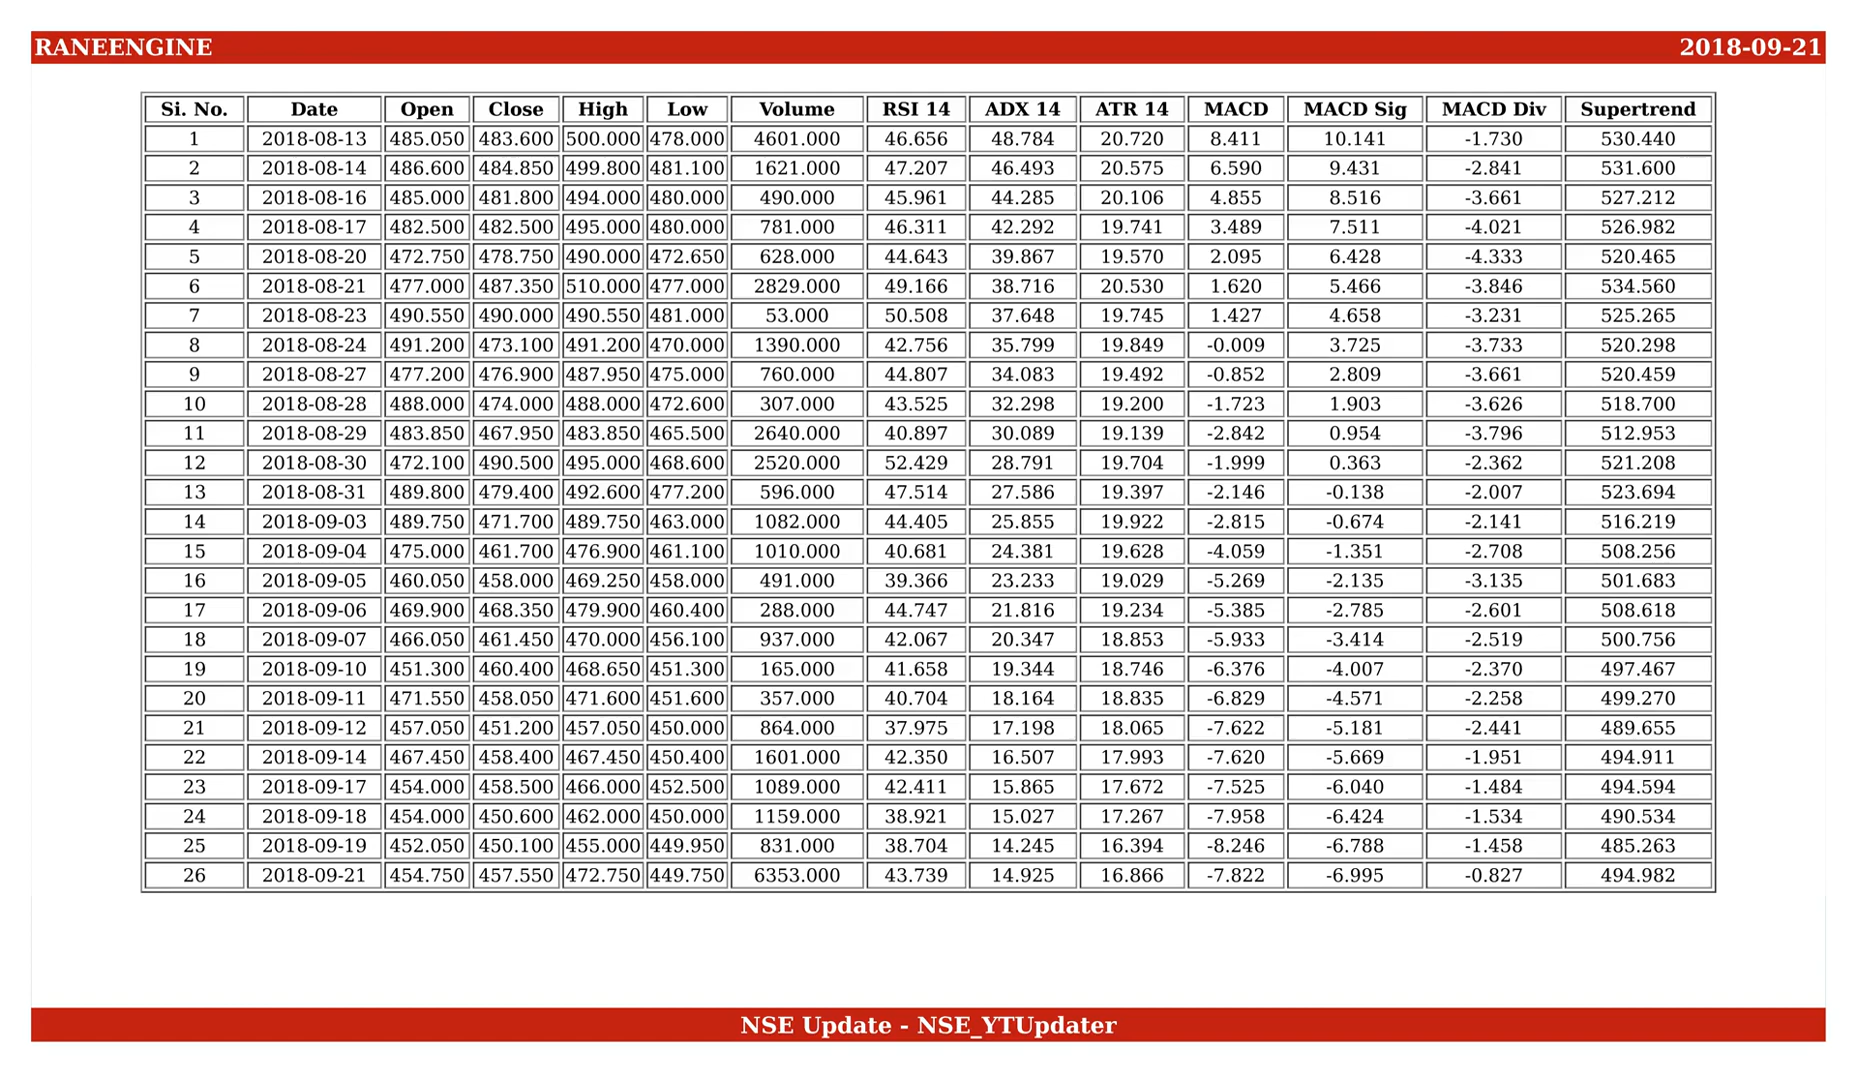 RANEENGINE 2018-09-21
Si. No. Date Open Close High Low Volume RSI 14 ADX 14 ATR 14 MACD MACD Sig MACD Div Supertrend
1 2018-08-13 485.050 483.600 500.000 478.000 4601.000 46.656 48.784 20.720 8.411 10.141 -1.730 530.440
2 2018-08-14 486.600 484.850 499.800 481.100 1621.000 47.207 46.493 20.575 6.590 9.431 -2.841 531.600
3 2018-08-16 485.000 481.800 494.000 480.000 490.000 45.961 44.285 20.106 4.855 8.516 -3.661 527.212
4 2018-08-17 482.500 482.500 495.000 480.000 781.000 46.311 42.292 19.741 3.489 7.511 -4.021 526.982
5 2018-08-20 472.750 478.750 490.000 472.650 628.000 44.643 39.867 19.570 2.095 6.428 -4.333 520.465
6 2018-08-21 477.000 487.350 510.000 477.000 2829.000 49.166 38.716 20.530 1.620 5.466 -3.846 534.560
7 2018-08-23 490.550 490.000 490.550 481.000 53.000 50.508 37.648 19.745 1.427 4.658 -3.231 525.265
8 2018-08-24 491.200 473.100 491.200 470.000 1390.000 42.756 35.799 19.849 -0.009 3.725 -3.733 520.298
9 2018-08-27 477.200 476.900 487.950 475.000 760.000 44.807 34.083 19.492 -0.852 2.809 -3.661 520.459
10 2018-08-28 488.000 474.000 488.000 472.600 307.000 43.525 32.298 19.200 -1.723 1.903 -3.626 518.700
11 2018-08-29 483.850 467.950 483.850 465.500 2640.000 40.897 30.089 19.139 -2.842 0.954 -3.796 512.953
12 2018-08-30 472.100 490.500 495.000 468.600 2520.000 52.429 28.791 19.704 -1.999 0.363 -2.362 521.208
13 2018-08-31 489.800 479.400 492.600 477.200 596.000 47.514 27.586 19.397 -2.146 -0.138 -2.007 523.694
14 2018-09-03 489.750 471.700 489.750 463.000 1082.000 44.405 25.855 19.922 -2.815 -0.674 -2.141 516.219
15 2018-09-04 475.000 461.700 476.900 461.100 1010.000 40.681 24.381 19.628 -4.059 -1.351 -2.708 508.256
16 2018-09-05 460.050 458.000 469.250 458.000 491.000 39.366 23.233 19.029 -5.269 -2.135 -3.135 501.683
17 2018-09-06 469.900 468.350 479.900 460.400 288.000 44.747 21.816 19.234 -5.385 -2.785 -2.601 508.618
18 2018-09-07 466.050 461.450 470.000 456.100 937.000 42.067 20.347 18.853 -5.933 -3.414 -2.519 500.756
19 2018-09-10 451.300 460.400 468.650 451.300 165.000 41.658 19.344 18.746 -6.376 -4.007 -2.370 497.467
20 2018-09-11 471.550 458.050 471.600 451.600 357.000 40.704 18.164 18.835 -6.829 -4.571 -2.258 499.270
21 2018-09-12 457.050 451.200 457.050 450.000 864.000 37.975 17.198 18.065 -7.622 -5.181 -2.441 489.655
22 2018-09-14 467.450 458.400 467.450 450.400 1601.000 42.350 16.507 17.993 -7.620 -5.669 -1.951 494.911
23 2018-09-17 454.000 458.500 466.000 452.500 1089.000 42.411 15.865 17.672 -7.525 -6.040 -1.484 494.594
24 2018-09-18 454.000 450.600 462.000 450.000 1159.000 38.921 15.027 17.267 -7.958 -6.424 -1.534 490.534
25 2018-09-19 452.050 450.100 455.000 449.950 831.000 38.704 14.245 16.394 -8.246 -6.788 -1.458 485.263
26 2018-09-21 454.750 457.550 472.750 449.750 6353.000 43.739 14.925 16.866 -7.822 -6.995 -0.827 494.982
NSE Update - NSE_YTUpdater